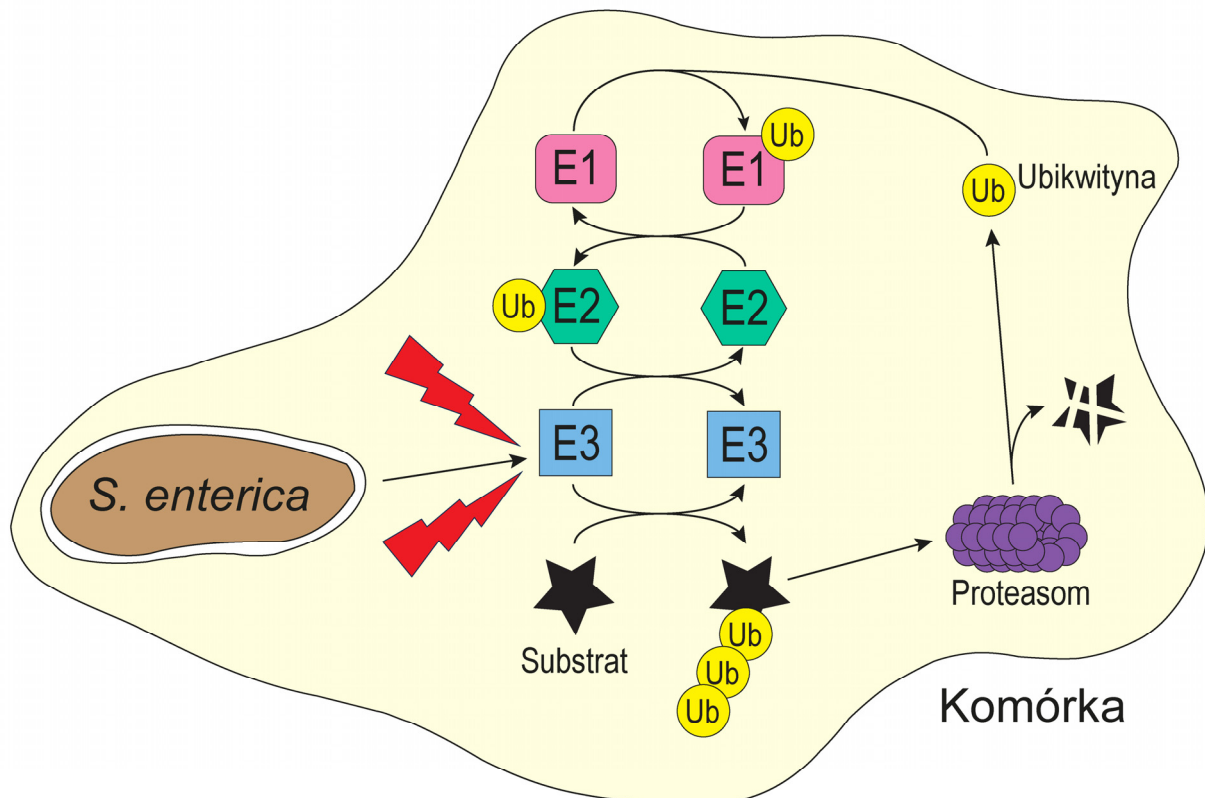 Ub
E1
E1
Ub
Ubikwityna
Ub
E2
E2
E3
E3
S. enterica
Proteasom
Substrat
Ub
Ub
Ub
Komórka